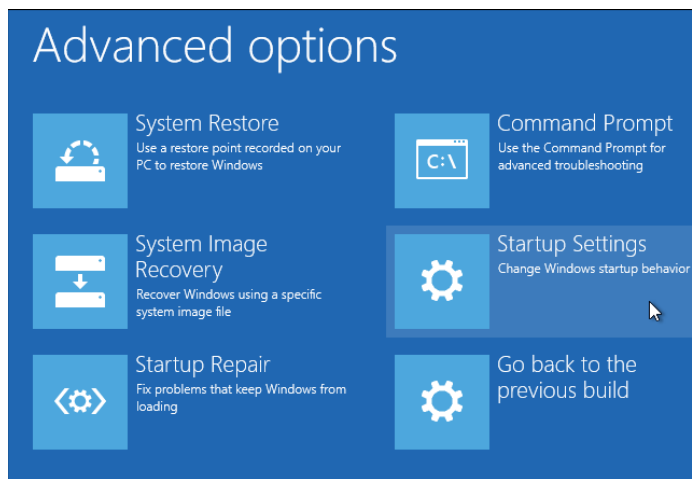 Advanced options
System Restore
Use a restore point recorded on your
PC to restore Windows
Command Prompt
Use the Command Prompt for
advanced troubleshooting
C:\
System Image
Recovery
Recover Windows using a specific
system image file
Startup Settings
Change Windows startup behavior
Startup Repair
Fix problems that keep Windows from
loading
Go back to the
previous build